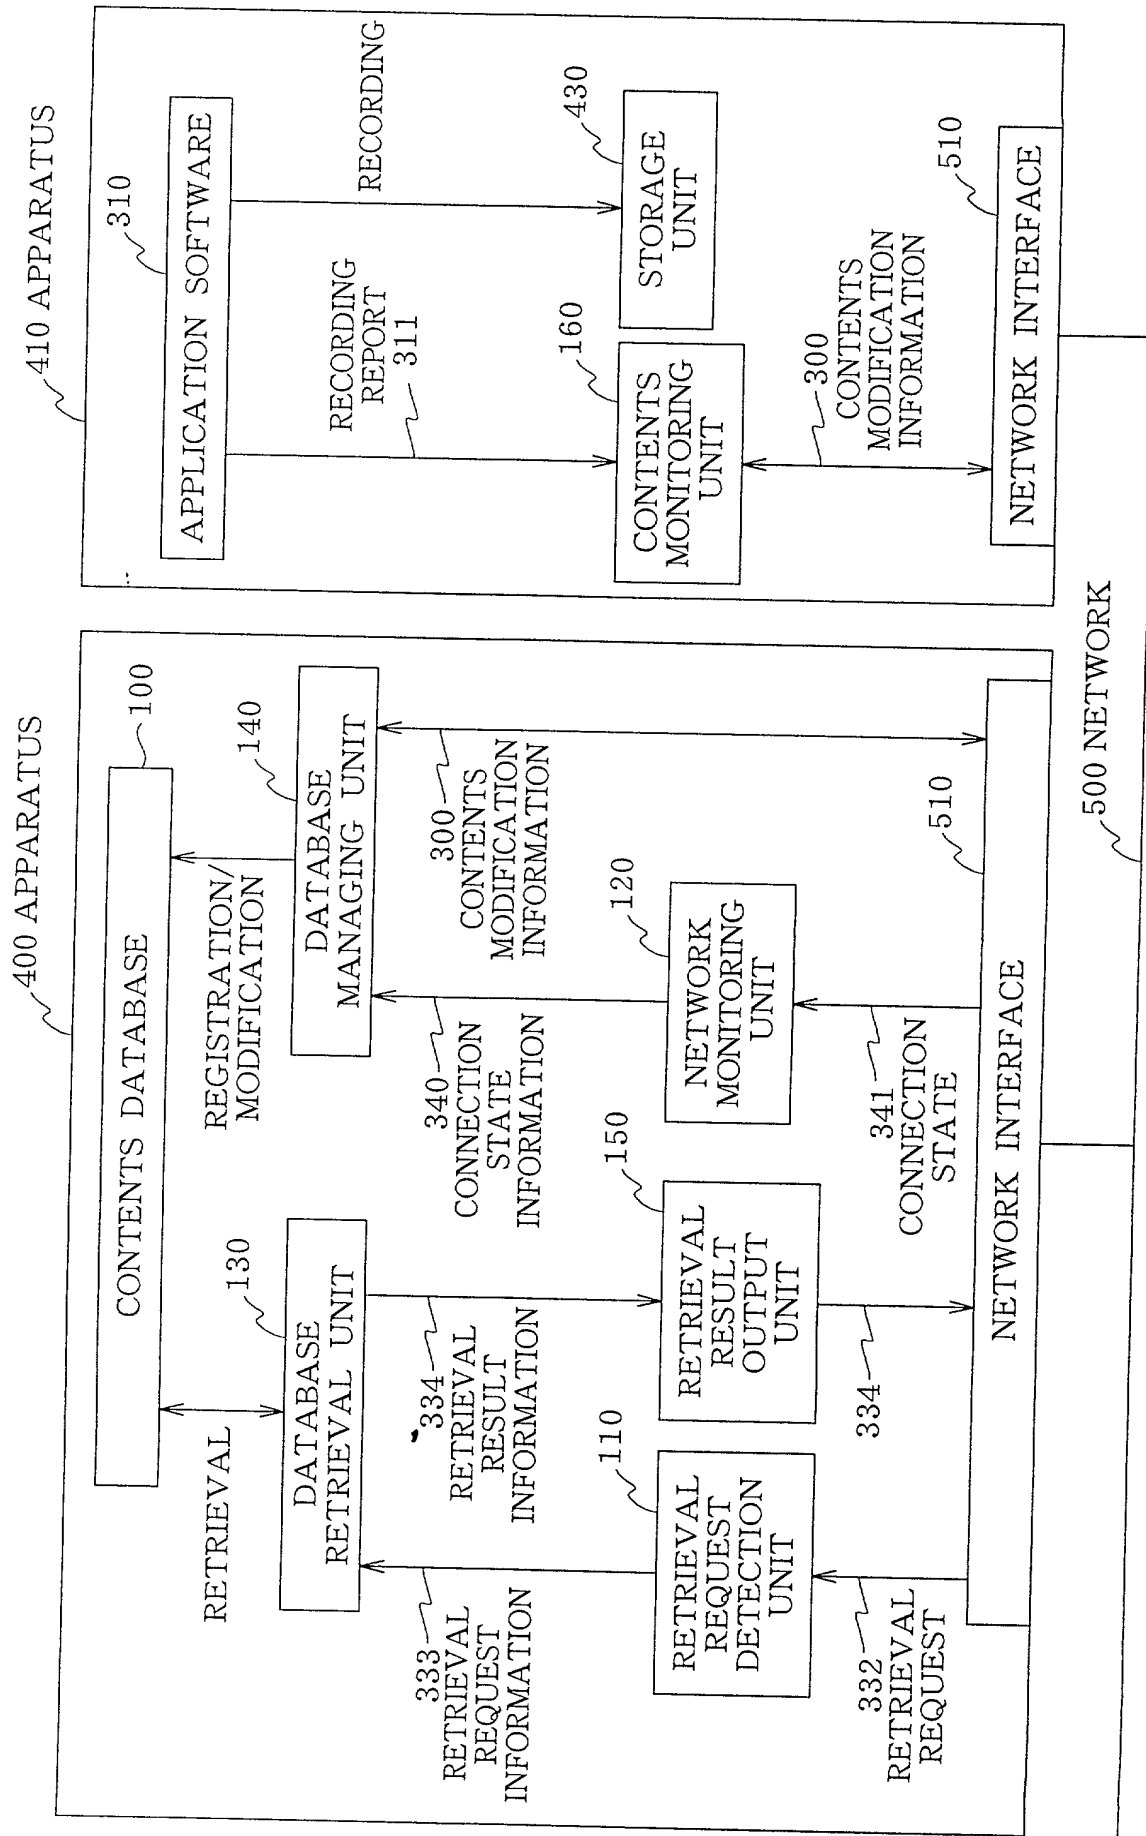 400 APPARATUS
CONTENTS DATABASE
100
RETRIEVAL
REGISTRATION/
MODIFICATION
130
DATABASE
RETRIEVAL UNIT
140
DATABASE
MANAGING UNIT
333
RETRIEVAL
REQUEST
INFORMATION
334
RETRIEVAL
RESULT
INFORMATION
340
CONNECTION
STATE
INFORMATION
300
CONTENTS
MODIFICATION
INFORMATION
110
RETRIEVAL
REQUEST
DETECTION
UNIT
150
RETRIEVAL
RESULT
OUTPUT
UNIT
120
NETWORK
MONITORING
UNIT
332
RETRIEVAL
REQUEST
334
341
CONNECTION
STATE
510
NETWORK INTERFACE
500 NETWORK
410 APPARATUS
310
APPLICATION SOFTWARE
RECORDING
REPORT
311
RECORDING
160
CONTENTS
MONITORING
UNIT
430
STORAGE
UNIT
300
CONTENTS
MODIFICATION
INFORMATION
510
NETWORK INTERFACE